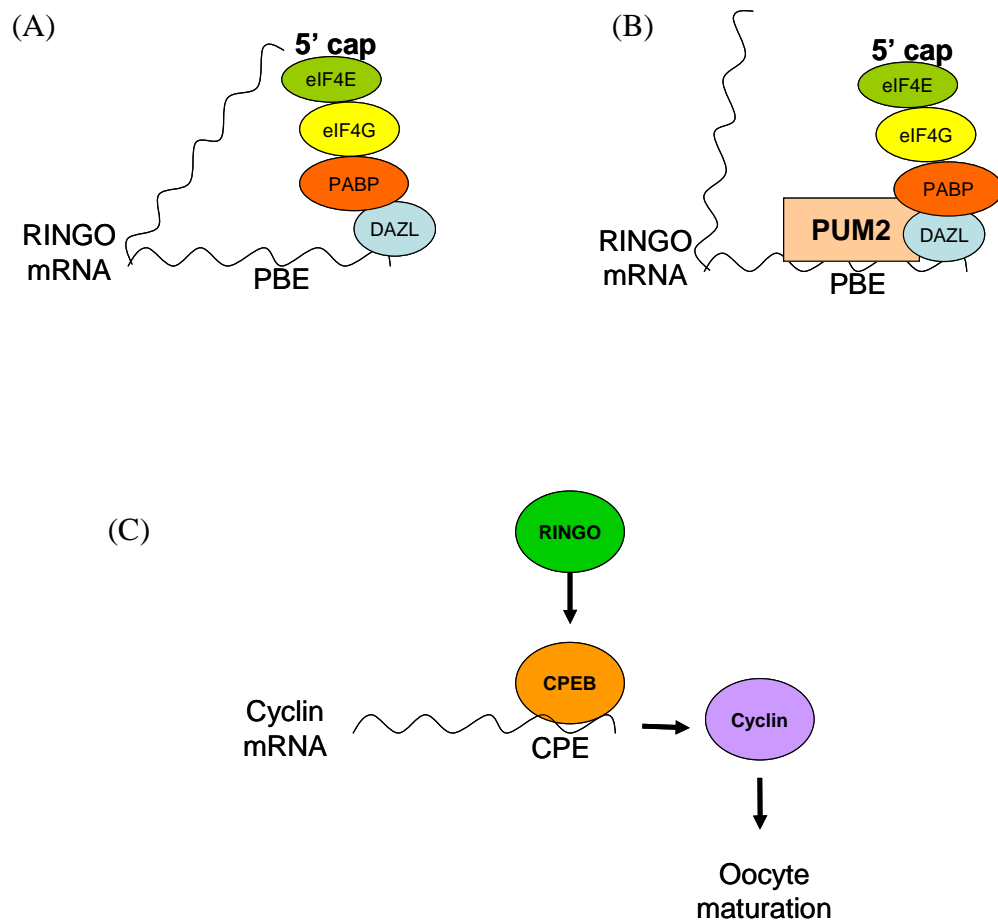 (A)
5' cap
eIF4E
eIF4G
PABP
DAZL
RINGO
mRNA
PBE
(B)
5' cap
eIF4E
eIF4G
PABP
PUM2
DAZL
RINGO
mRNA
PBE
(C)
RINGO
CPEB
Cyclin
mRNA
CPE
Cyclin
Oocyte
maturation